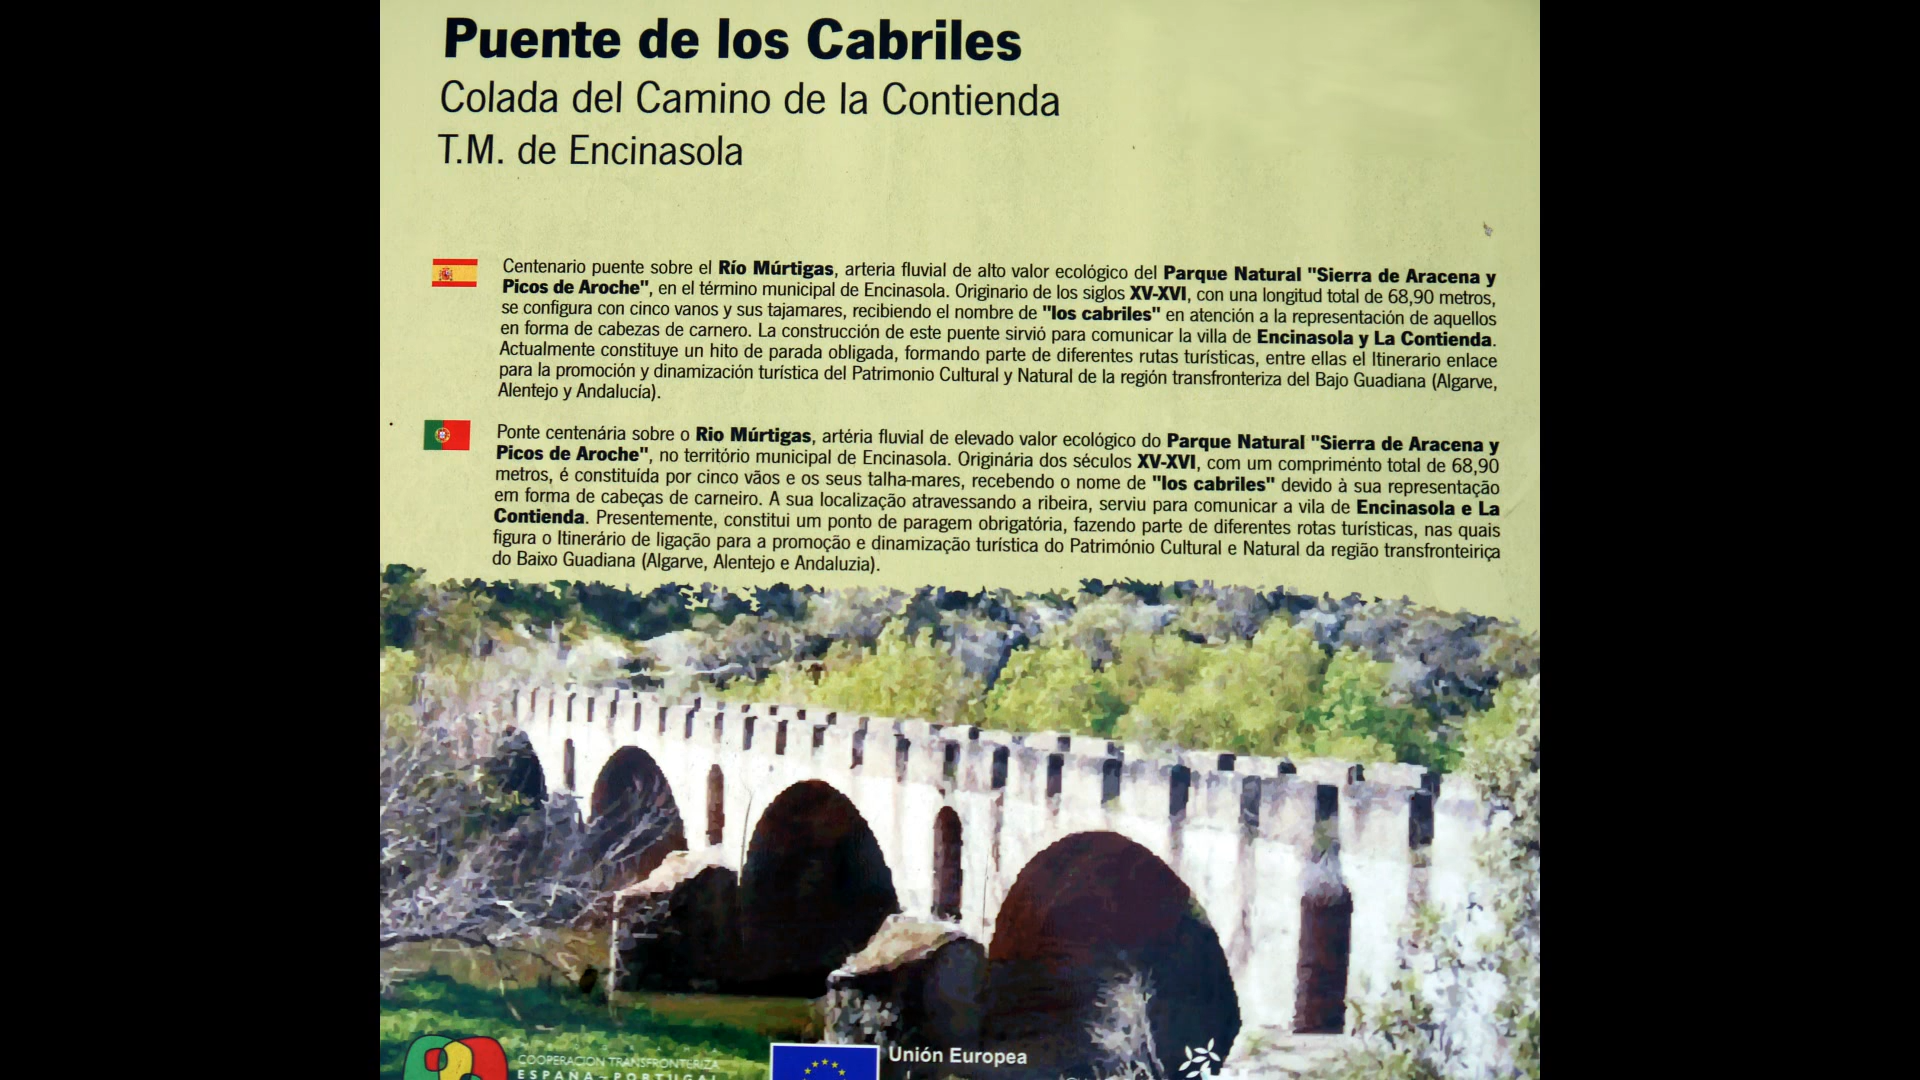 Puente de los Cabriles
Colada del Camino de la Contienda
T.M. de Encinasola
Centenario puente sobre el Río Múrtigas, arteria fluvial de alto valor ecológico del Parque Natural "Sierra de Aracena y
Picos de Aroche", en el término municipal de Encinasola. Originario de los siglos XV-XVI, con una longitud total de 68,90 metros,
se configura con cinco vanos y sus tajamares, recibiendo el nombre de "los cabriles" en atención a la representación de aquellos
en forma de cabezas de carnero. La construcción de este puente sirvió para comunicar la villa de Encinasola y La Contienda.
Actualmente constituye un hito de parada obligada, formando parte de diferentes rutas turísticas, entre ellas el Itinerario enlace
para la promoción y dinamización turística del Patrimonio Cultural y Natural de la región transfronteriza del Bajo Guadiana (Algarve,
Alentejo y Andalucía).
Ponte centenária sobre o Rio Múrtigas, artéria fluvial de elevado valor ecológico do Parque Natural "Sierra de Aracena y
Picos de Aroche", no território municipal de Encinasola. Originária dos séculos XV-XVI, com um comprimento total de 68,90
metros, é constituída por cinco vãos e os seus talha-mares, recebendo o nome de "los cabriles" devido à sua representação
em forma de cabeças de carneiro. A sua localização atravessando a ribeira, serviu para comunicar a vila de Encinasola e La
Contienda. Presentemente, constitui um ponto de paragem obrigatória, fazendo parte de diferentes rotas turísticas, nas quais
figura o Itinerário de ligação para a promoção e dinamização turística do Património Cultural e Natural da região transfronteiriça
do Baixo Guadiana (Algarve, Alentejo e Andaluzia).
COOPERACION TRANSFRONTERIZA
ESPAÑA~PORTUGAL
Unión Europea